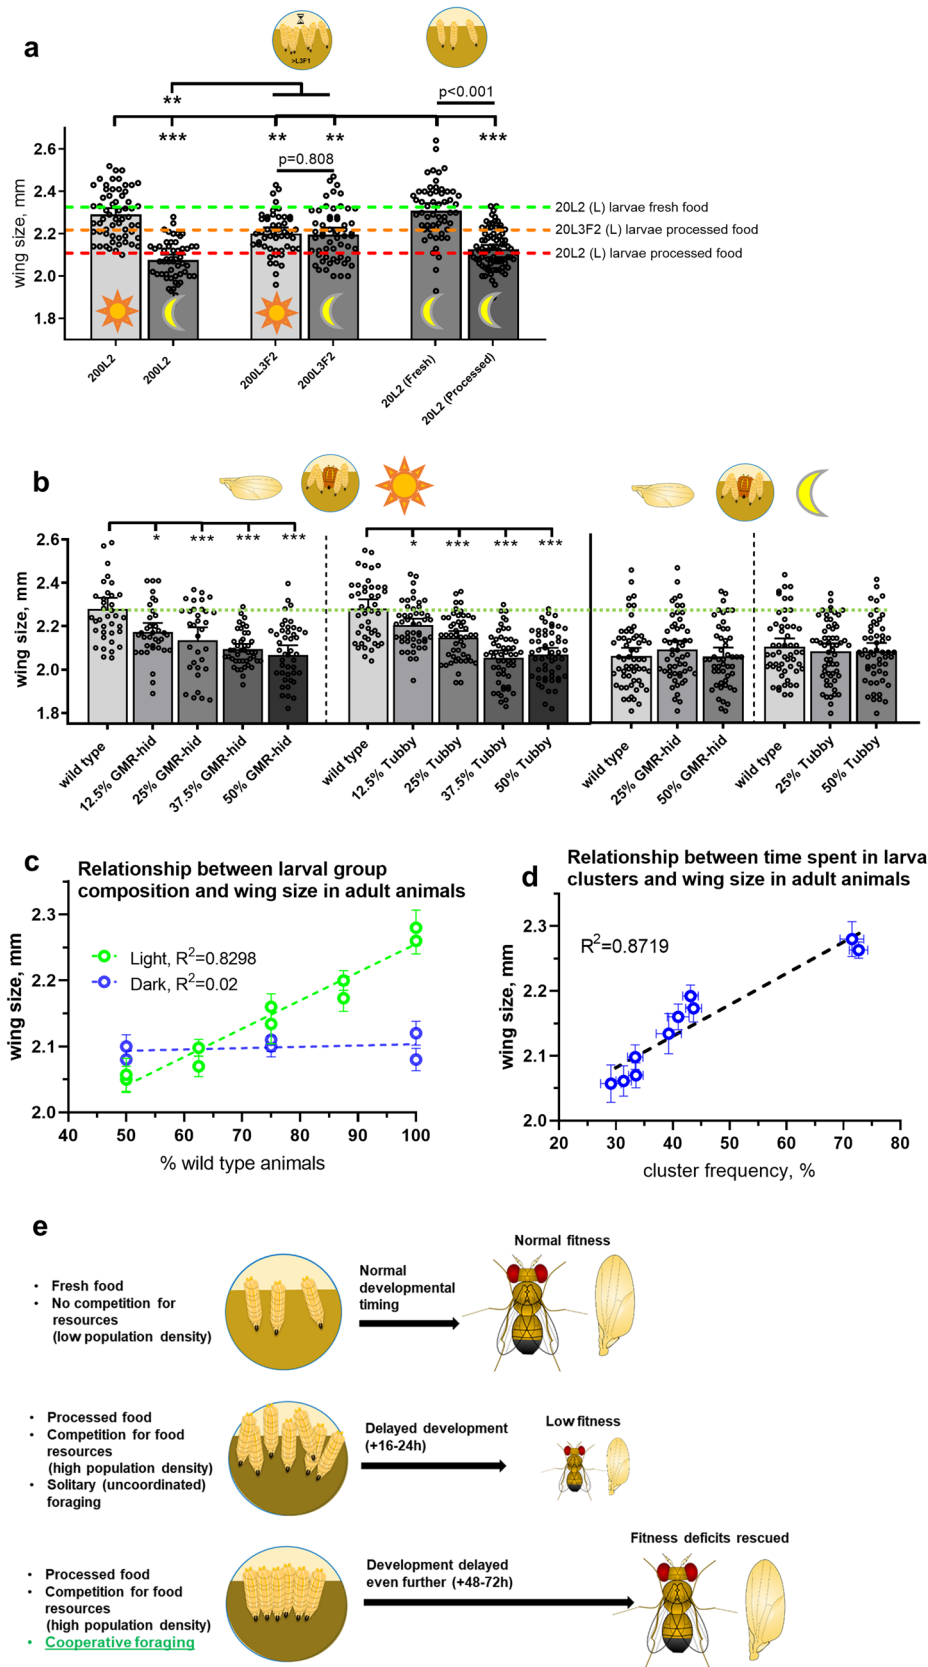 a
>L3F1
**
p<0.001
***
**
**
***
p=0.808
wing size, mm
2.6
2.4
2.2
2.0
1.8
20L2 (L) larvae fresh food
20L3F2 (L) larvae processed food
20L2 (L) larvae processed food
200L2
200L2
200L3F2
200L3F2
20L2 (Fresh)
20L2 (Processed)
b
*
***
***
***
*
***
***
***
wing size, mm
2.6
2.4
2.2
2.0
1.8
wild type
12.5% GMR-hid
25% GMR-hid
37.5% GMR-hid
50% GMR-hid
wild type
12.5% Tubby
25% Tubby
37.5% Tubby
50% Tubby
wild type
25% GMR-hid
50% GMR-hid
wild type
25% Tubby
50% Tubby
c
Relationship between larval group
composition and wing size in adult animals
Light, R²=0.8298
Dark, R²=0.02
wing size, mm
2.3
2.2
2.1
2.0
40
50
60
70
80
90
100
% wild type animals
d
Relationship between time spent in larva
clusters and wing size in adult animals
R²=0.8719
wing size, mm
2.3
2.2
2.1
2.0
20
30
40
50
60
70
80
cluster frequency, %
e
• Fresh food
• No competition for
resources
(low population density)
Normal
developmental
timing
Normal fitness
• Processed food
• Competition for food
resources
(high population density)
• Solitary (uncoordinated)
foraging
Delayed development
(+16-24h)
Low fitness
• Processed food
• Competition for food
resources
(high population density)
• Cooperative foraging
Development delayed
even further (+48-72h)
Fitness deficits rescued